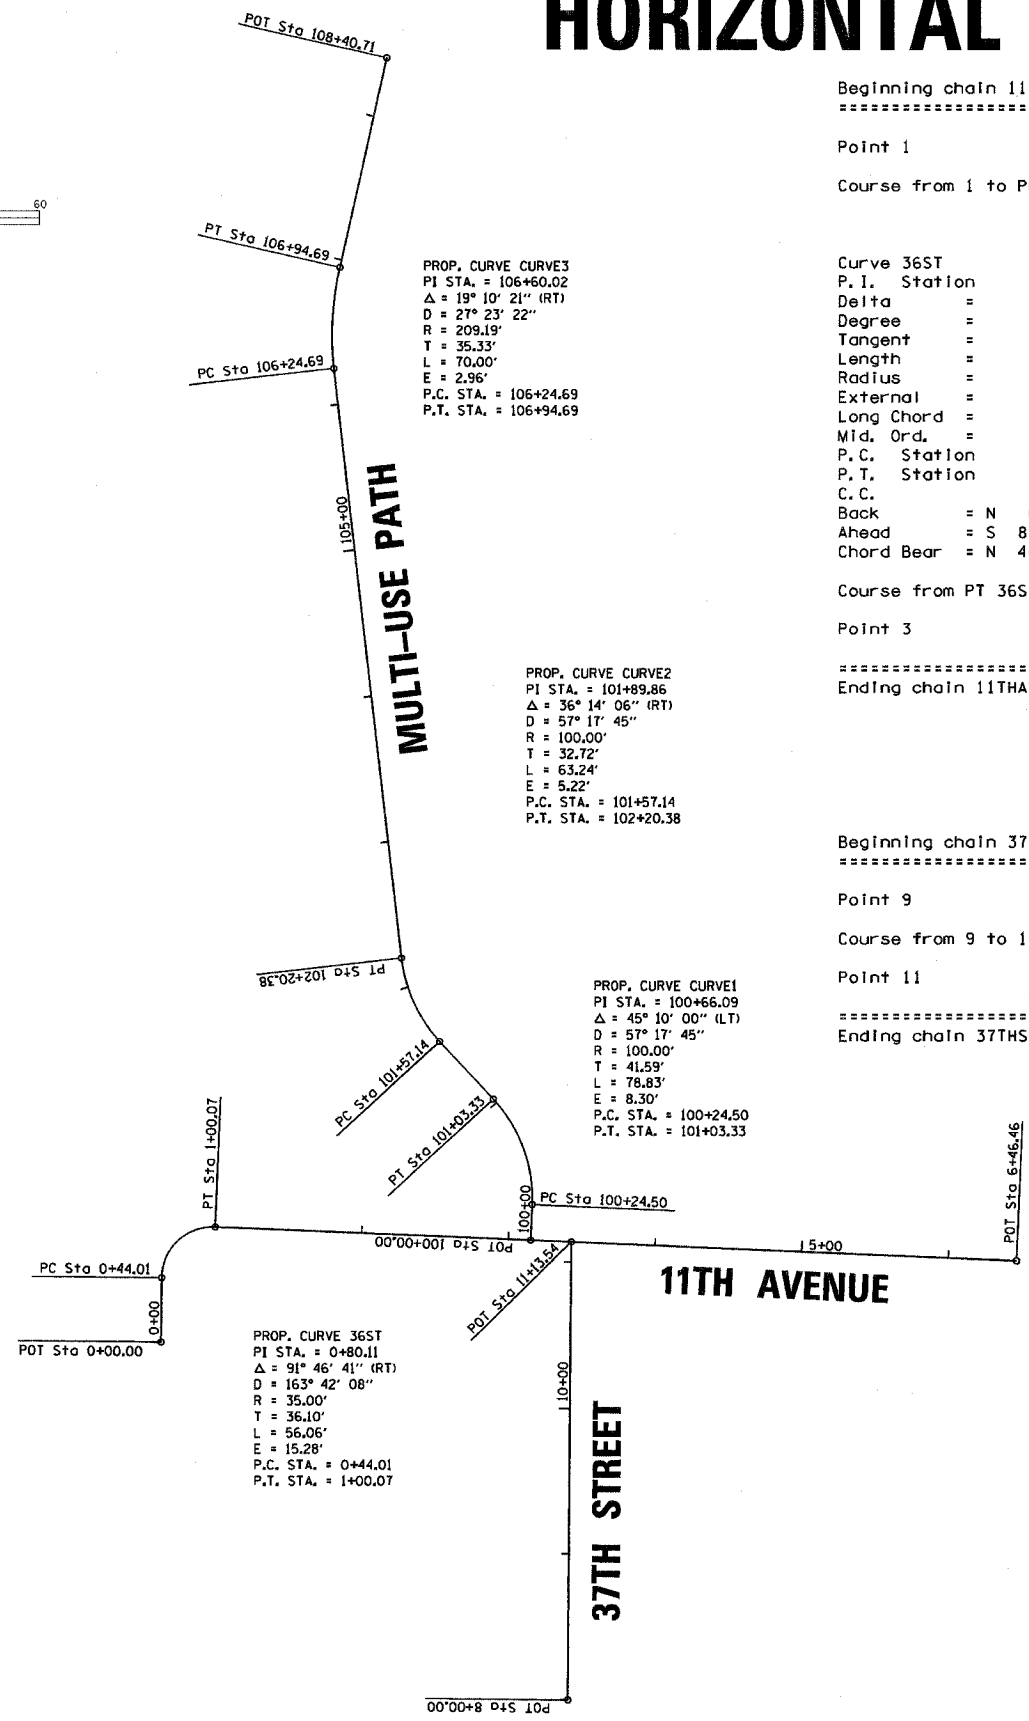 HORIZONTAL
POT Sta 108+40.71
60
PT Sta 106+94.69
PROP. CURVE CURVE3
PI STA. = 106+60.02
Δ = 19° 10' 21" (RT)
D = 27° 23' 22"
R = 209.19'
T = 35.33'
L = 70.00'
E = 2.96'
P.C. STA. = 106+24.69
P.T. STA. = 106+94.69
PC Sta 106+24.69
105+00
MULTI-USE PATH
PROP. CURVE CURVE2
PI STA. = 101+89.86
Δ = 36° 14' 06" (RT)
D = 57° 17' 45"
R = 100.00'
T = 32.72'
L = 63.24'
E = 5.22'
P.C. STA. = 101+57.14
P.T. STA. = 102+20.38
PT Sta 102+20.38
PROP. CURVE CURVE1
PI STA. = 100+66.09
Δ = 45° 10' 00" (LT)
D = 57° 17' 45"
R = 100.00'
T = 41.59'
L = 78.83'
E = 8.30'
P.C. STA. = 100+24.50
P.T. STA. = 101+03.33
PC Sta 101+57.14
PT Sta 101+03.33
PT Sta 1+00.07
100+00
PC Sta 100+24.50
POT Sta 6+46.46
POT Sta 100+00.00
5+00
11TH AVENUE
PC Sta 0+44.01
0+00
POT Sta 0+00.00
POT Sta 11+13.54
PROP. CURVE 36ST
PI STA. = 0+80.11
Δ = 91° 46' 41" (RT)
D = 163° 42' 08"
R = 35.00'
T = 36.10'
L = 56.06'
E = 15.28'
P.C. STA. = 0+44.01
P.T. STA. = 1+00.07
10+00
37TH STREET
POT Sta 8+00.00
Beginning chain 11
===================
Point 1
Course from 1 to P
Curve 36ST
P.I. Station
Delta =
Degree =
Tangent =
Length =
Radius =
External =
Long Chord =
Mid. Ord. =
P.C. Station
P.T. Station
C.C.
Back = N
Ahead = S 8
Chord Bear = N 4
Course from PT 36S
Point 3
===================
Ending chain 11THA
Beginning chain 37
===================
Point 9
Course from 9 to 1
Point 11
===================
Ending chain 37THS